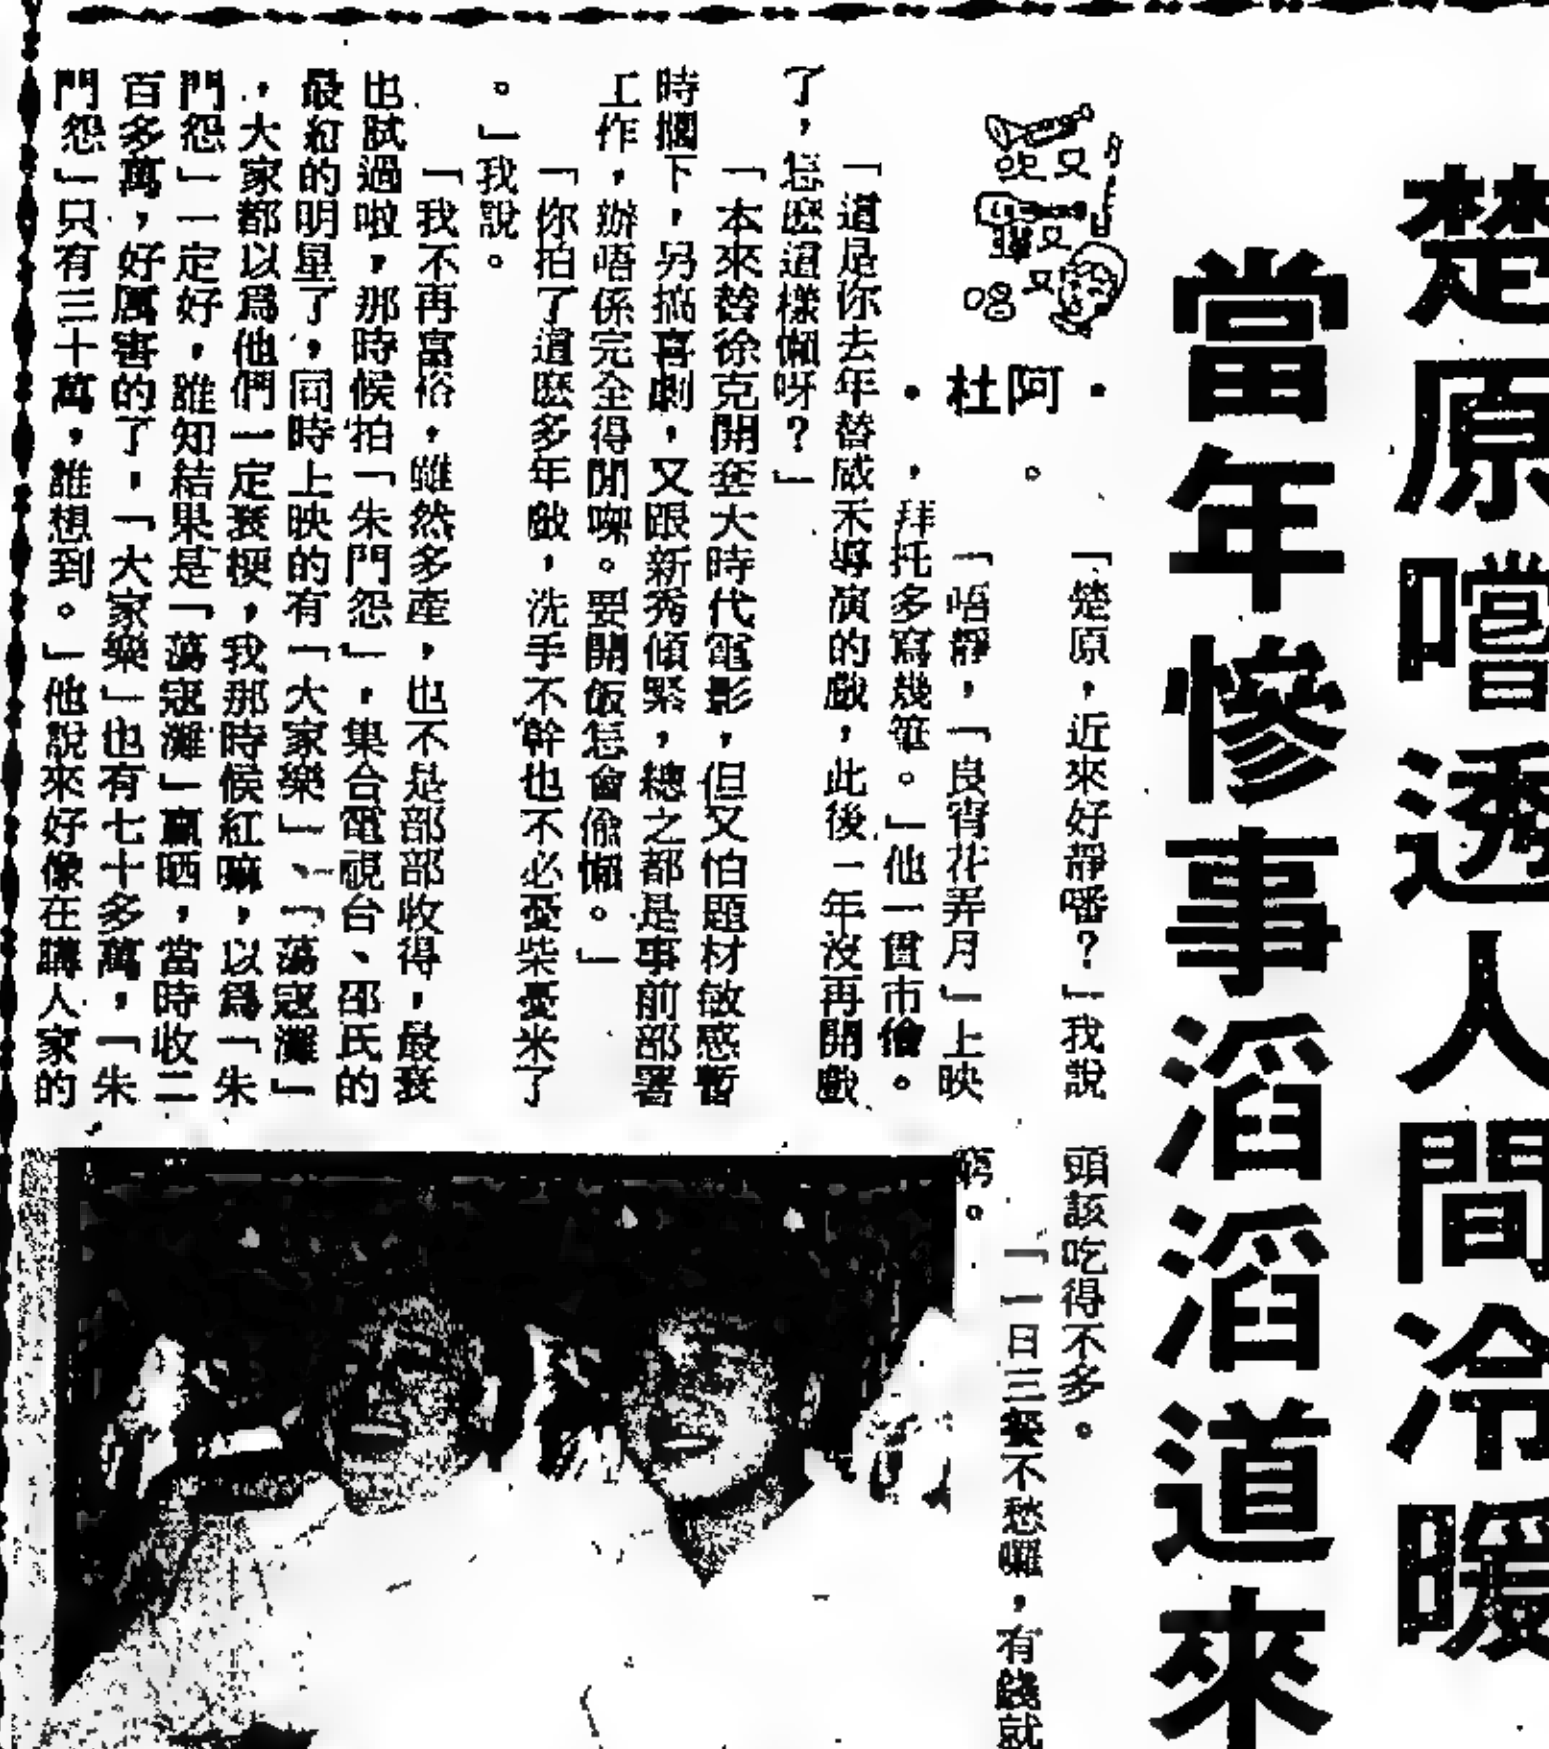 楚原嚐透人間冷暖
當年慘事滔滔道來
吱又
又
又
08
・阿杜・
「楚原,近來好靜噃?」我說
。
「唔靜,「良宵花弄月」上映
,拜托多寫幾筆。」他一貫市儈。
「這是你去年替威禾導演的戲,此後一年沒再開戲
了,怎麽這樣懶呀?」
「本來替徐克開套大時代電影,但又怕題材敏感暫
時擱下,另搞喜劇,又跟新秀傾緊,總之都是事前部署
工作,辦唔係完全得閒㗎。要開飯怎會偷懶。」
「你拍了這麽多年戲,洗手不幹也不必憂柴憂米了
。」我說。
「我不再富裕,雖然多產,也不是部部收得,最衰
也試過啦,那時候拍「朱門怨」,集合電視台、邵氏的
最紅的明星了,同時上映的有「大家樂」、「蕩寇灘」
,大家都以爲他們一定衰梗,我那時候紅嘛,以爲「朱
門怨」一定好,誰知結果是「蕩寇灘」贏晒,當時收二
百多萬,好厲害的了,「大家樂」也有七十多萬,「朱
門怨」只有三十萬,誰想到。」他說來好像在講人家的
頭該吃得不多。
「一日三餐不愁囉,有錢就
窮。